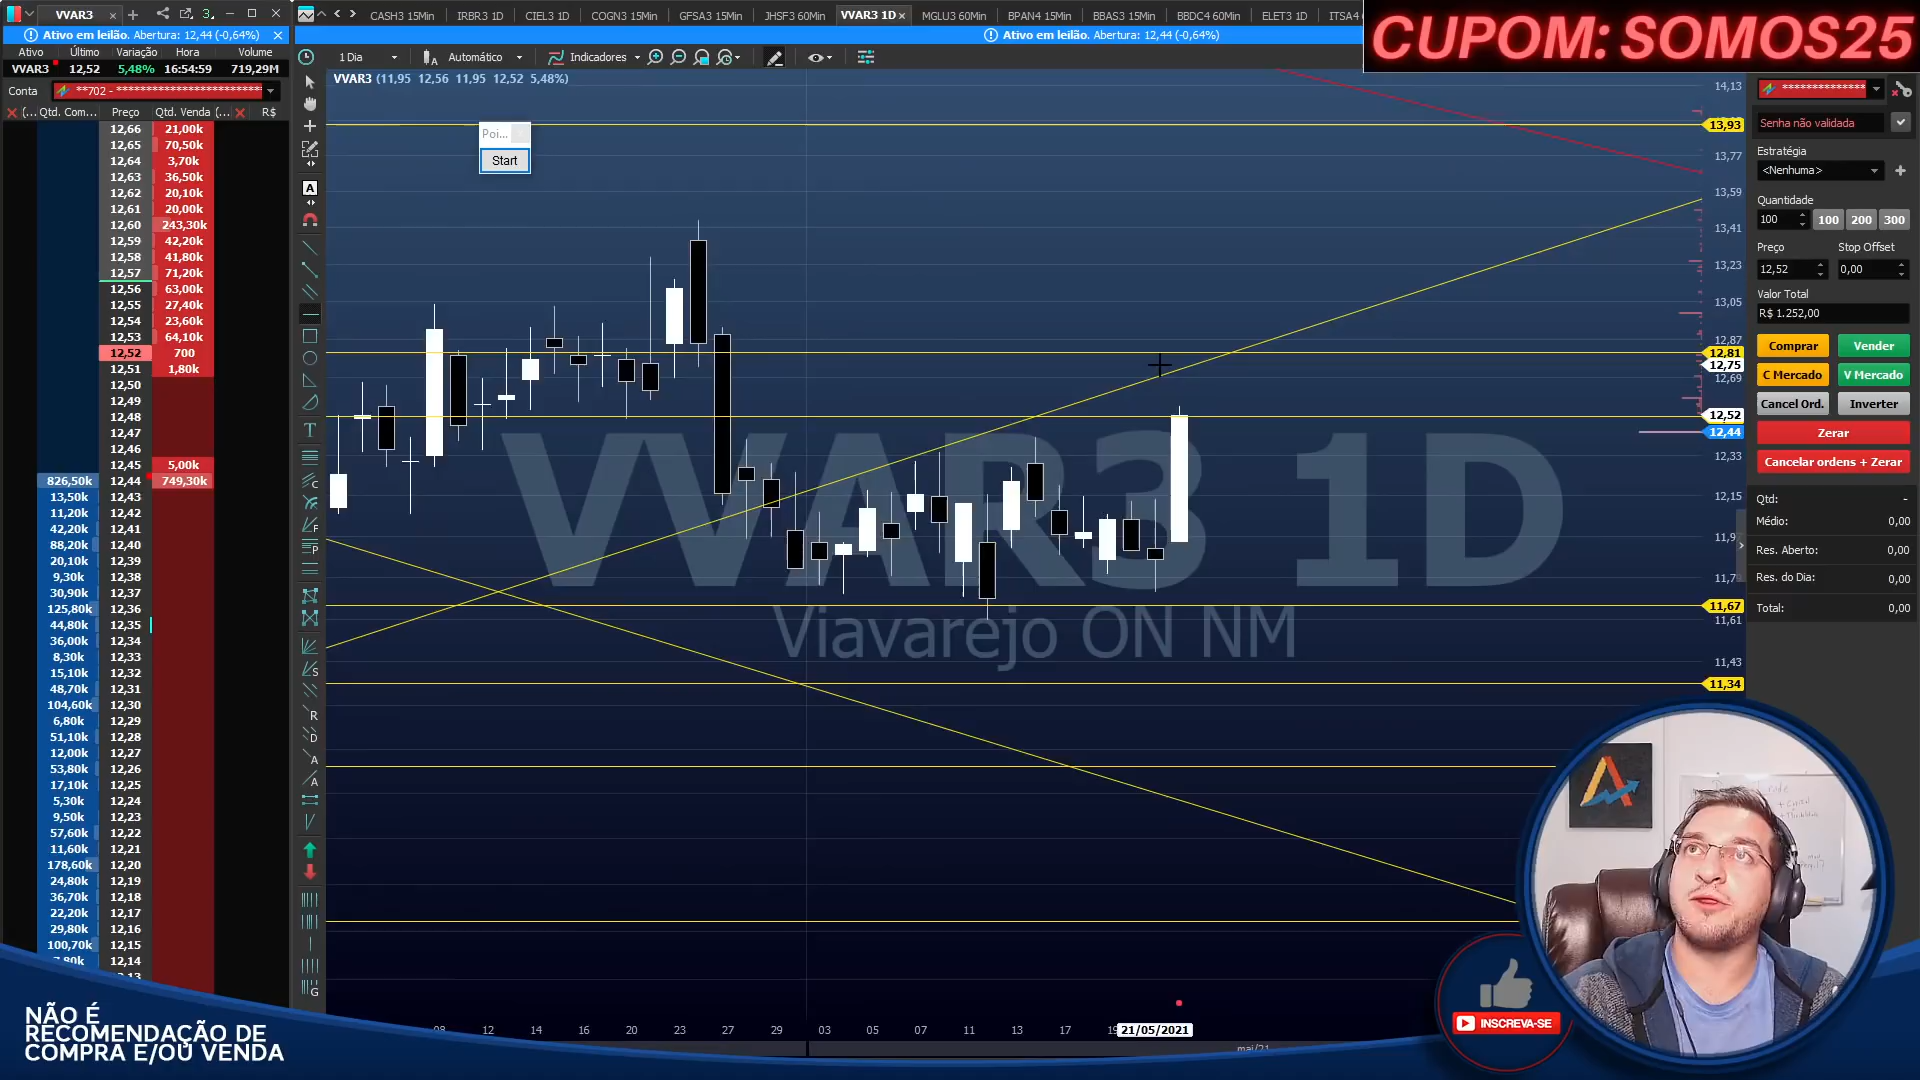 VVAR3
Ativo em leilão. Abertura: 12,44 (-0,64%)
Ativo Último Variação Hora Volume
VVAR3 12,52 5,48% 16:54:59 719,29M
Conta **702 - **************************
(... Qtd. Com... Preço Qtd. Venda (... R$
12,66 21,00k
12,65 70,50k
12,64 3,70k
12,63 36,50k
12,62 20,10k
12,61 20,00k
12,60 243,30k
12,59 42,20k
12,58 41,80k
12,57 71,20k
12,56 63,00k
12,55 27,40k
12,54 23,60k
12,53 64,10k
12,52 700
12,51 1,80k
12,50
12,49
12,48
12,47
12,46
12,45 5,00k
826,50k 12,44 749,30k
13,50k 12,43
11,20k 12,42
42,20k 12,41
88,20k 12,40
20,10k 12,39
9,30k 12,38
30,90k 12,37
125,80k 12,36
44,80k 12,35
36,00k 12,34
8,30k 12,33
15,10k 12,32
48,70k 12,31
104,60k 12,30
6,80k 12,29
51,10k 12,28
12,00k 12,27
53,80k 12,26
17,10k 12,25
5,30k 12,24
9,50k 12,23
57,60k 12,22
11,60k 12,21
178,60k 12,20
24,80k 12,19
36,70k 12,18
22,20k 12,17
29,80k 12,16
100,70k 12,15
12,14
NÃO É
RECOMENDAÇÃO DE
COMPRA E/OU VENDA
CASH3 15Min IRBR3 1D CIEL3 1D COGN3 15Min GFSA3 15Min JHSF3 60Min VVAR3 1D MGLU3 60Min BPAN4 15Min BBAS3 15Min BBDC4 60Min ELET3 1D ITSA4
Ativo em leilão. Abertura: 12,44 (-0,64%)
1 Dia Automático Indicadores
VVAR3 (11,95 12,56 11,95 12,52 5,48%)
Poi...
Start
VVAR3 1D
Viavarejo ON NM
14,13
13,93
13,77
13,59
13,41
13,23
13,05
12,87
12,81
12,75
12,69
12,52
12,44
12,33
12,15
11,67
11,61
11,43
11,34
08 12 14 16 20 23 27 29 03 05 07 11 13 17 21/05/2021
mai/21
CUPOM: SOMOS25
**************
Senha não validada
Estratégia
<Nenhuma>
Quantidade
100 100 200 300
Preço Stop Offset
12,52 0,00
Valor Total
R$ 1.252,00
Comprar Vender
C Mercado V Mercado
Cancel Ord. Inverter
Zerar
Cancelar ordens + Zerar
Qtd: -
Médio: 0,00
Res. Aberto: 0,00
Res. do Dia: 0,00
Total: 0,00
INSCREVA-SE